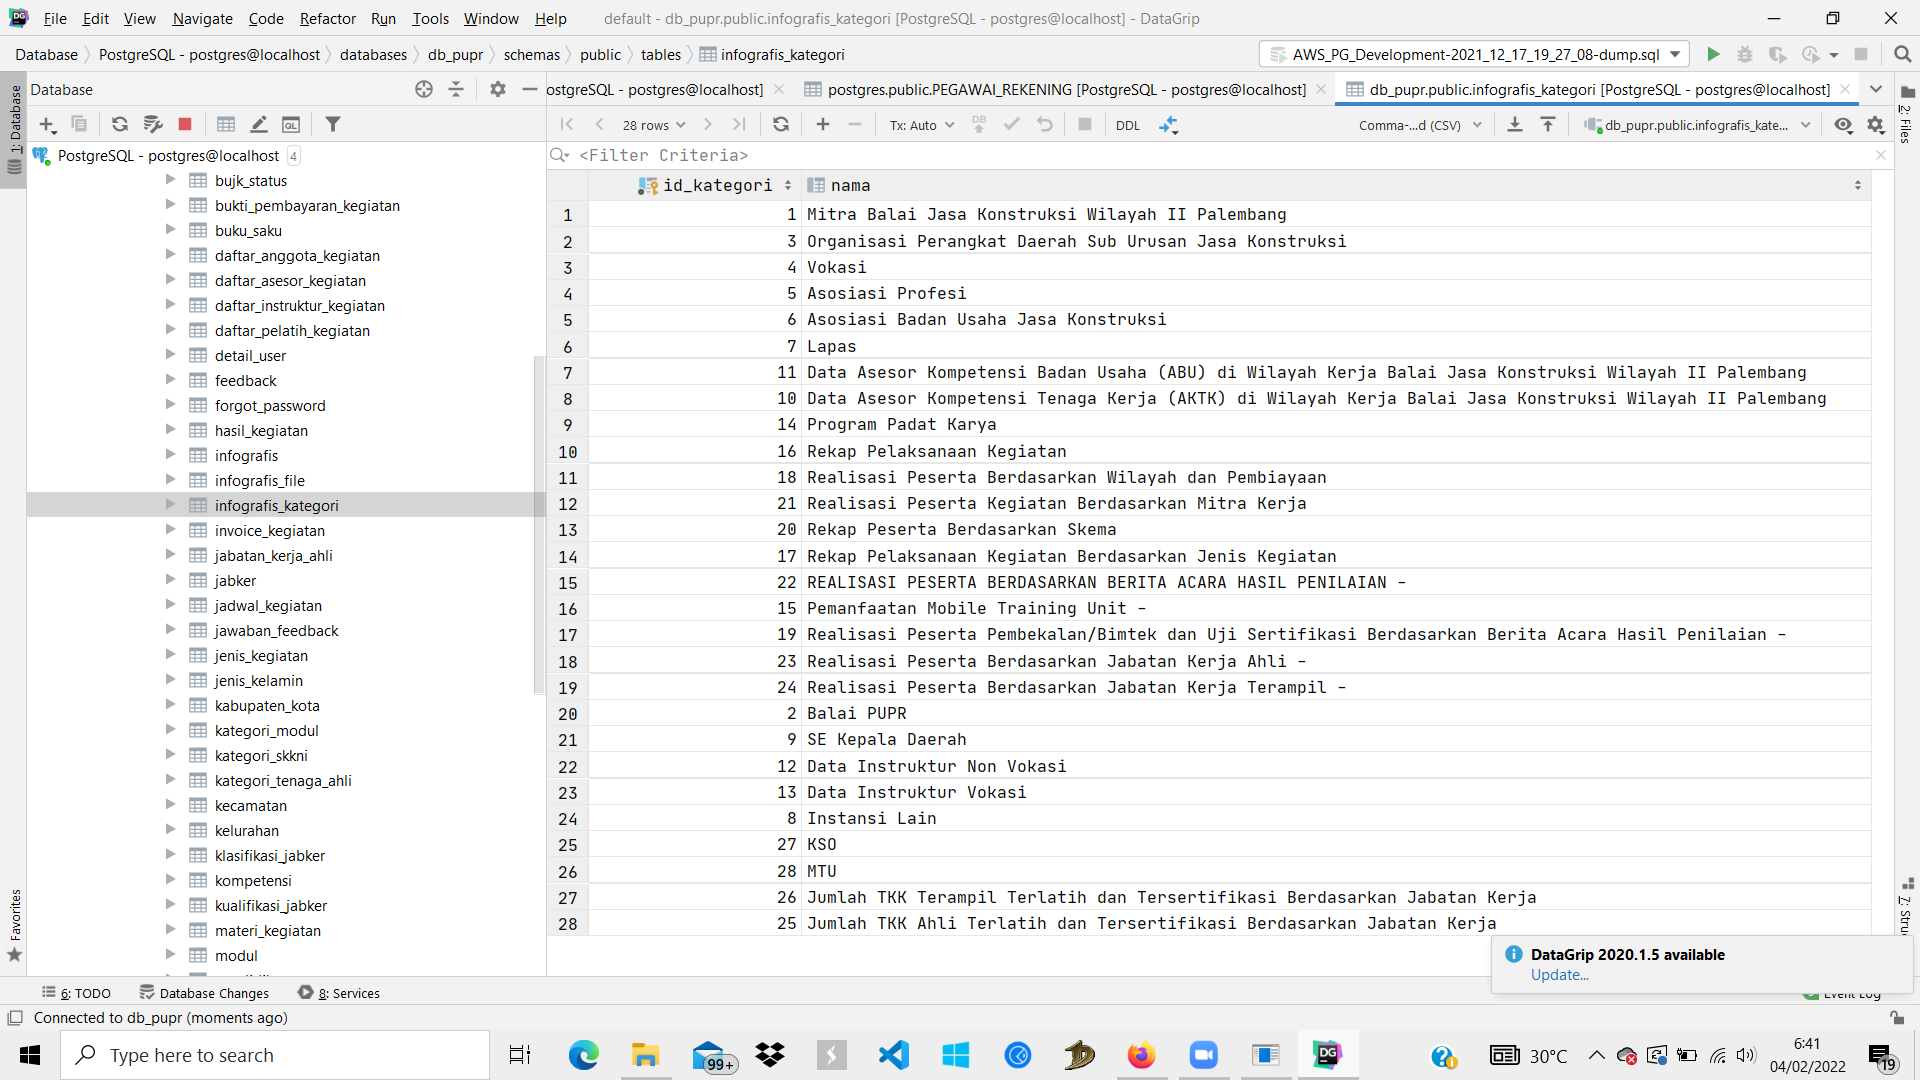 File Edit View Navigate Code Refactor Run Tools Window Help default - db_pupr.public.infografis_kategori [PostgreSQL - postgres@localhost] - DataGrip
Database PostgreSQL - postgres@localhost databases db_pupr schemas public tables infografis_kategori AWS_PG_Development-2021_12_17_19_27_08-dump.sql
Database
ostgreSQL - postgres@localhost] postgres.public.PEGAWAI_REKENING [PostgreSQL - postgres@localhost] db_pupr.public.infografis_kategori [PostgreSQL - postgres@localhost]
28 rows Tx: Auto DB DDL Comma-...d (CSV) db_pupr.public.infografis_kate...
1: Database
2: Files
<Filter Criteria>
PostgreSQL - postgres@localhost 4
bujk_status
bukti_pembayaran_kegiatan
buku_saku
daftar_anggota_kegiatan
daftar_asesor_kegiatan
daftar_instruktur_kegiatan
daftar_pelatih_kegiatan
detail_user
feedback
forgot_password
hasil_kegiatan
infografis
infografis_file
infografis_kategori
invoice_kegiatan
jabatan_kerja_ahli
jabker
jadwal_kegiatan
jawaban_feedback
jenis_kegiatan
jenis_kelamin
kabupaten_kota
kategori_modul
kategori_skkni
kategori_tenaga_ahli
kecamatan
kelurahan
klasifikasi_jabker
kompetensi
kualifikasi_jabker
materi_kegiatan
modul
id_kategori nama
1 1 Mitra Balai Jasa Konstruksi Wilayah II Palembang
2 3 Organisasi Perangkat Daerah Sub Urusan Jasa Konstruksi
3 4 Vokasi
4 5 Asosiasi Profesi
5 6 Asosiasi Badan Usaha Jasa Konstruksi
6 7 Lapas
7 11 Data Asesor Kompetensi Badan Usaha (ABU) di Wilayah Kerja Balai Jasa Konstruksi Wilayah II Palembang
8 10 Data Asesor Kompetensi Tenaga Kerja (AKTK) di Wilayah Kerja Balai Jasa Konstruksi Wilayah II Palembang
9 14 Program Padat Karya
10 16 Rekap Pelaksanaan Kegiatan
11 18 Realisasi Peserta Berdasarkan Wilayah dan Pembiayaan
12 21 Realisasi Peserta Kegiatan Berdasarkan Mitra Kerja
13 20 Rekap Peserta Berdasarkan Skema
14 17 Rekap Pelaksanaan Kegiatan Berdasarkan Jenis Kegiatan
15 22 REALISASI PESERTA BERDASARKAN BERITA ACARA HASIL PENILAIAN -
16 15 Pemanfaatan Mobile Training Unit -
17 19 Realisasi Peserta Pembekalan/Bimtek dan Uji Sertifikasi Berdasarkan Berita Acara Hasil Penilaian -
18 23 Realisasi Peserta Berdasarkan Jabatan Kerja Ahli -
19 24 Realisasi Peserta Berdasarkan Jabatan Kerja Terampil -
20 2 Balai PUPR
21 9 SE Kepala Daerah
22 12 Data Instruktur Non Vokasi
23 13 Data Instruktur Vokasi
24 8 Instansi Lain
25 27 KSO
26 28 MTU
27 26 Jumlah TKK Terampil Terlatih dan Tersertifikasi Berdasarkan Jabatan Kerja
28 25 Jumlah TKK Ahli Terlatih dan Tersertifikasi Berdasarkan Jabatan Kerja
Favorites
7: Stru
DataGrip 2020.1.5 available
Update...
6: TODO Database Changes 8: Services Event Log
Connected to db_pupr (moments ago)
Type here to search 99+ DG 30°C 6:41
04/02/2022 19